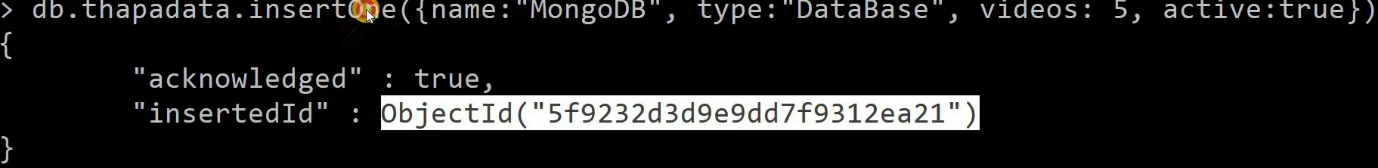 > db.thapadata.insertOne({name:"MongoDB", type:"DataBase", videos: 5, active:true})
{
"acknowledged" : true,
"insertedId" : ObjectId("5f9232d3d9e9dd7f9312ea21")
}